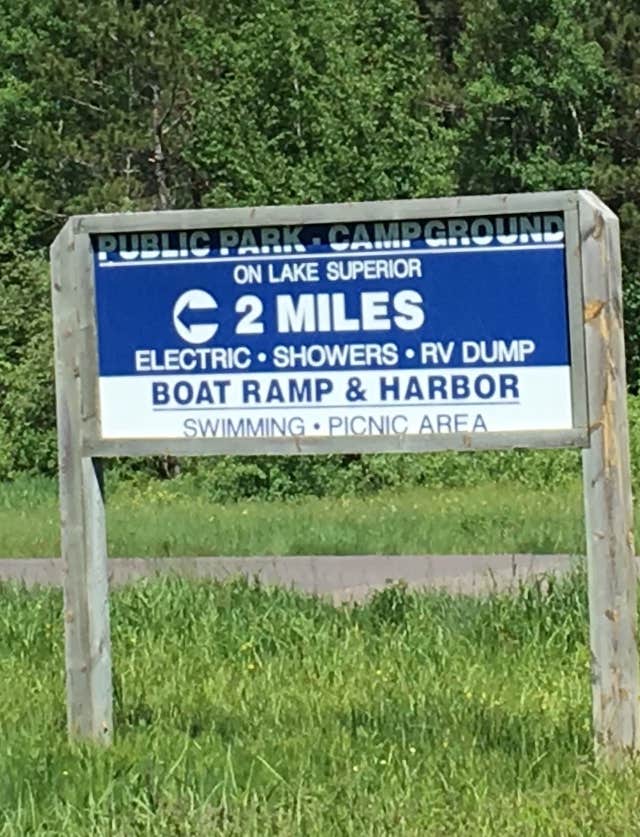 PUBLIC PARK - CAMPGROUND
ON LAKE SUPERIOR
2 MILES
ELECTRIC • SHOWERS • RV DUMP
BOAT RAMP & HARBOR
SWIMMING • PICNIC AREA